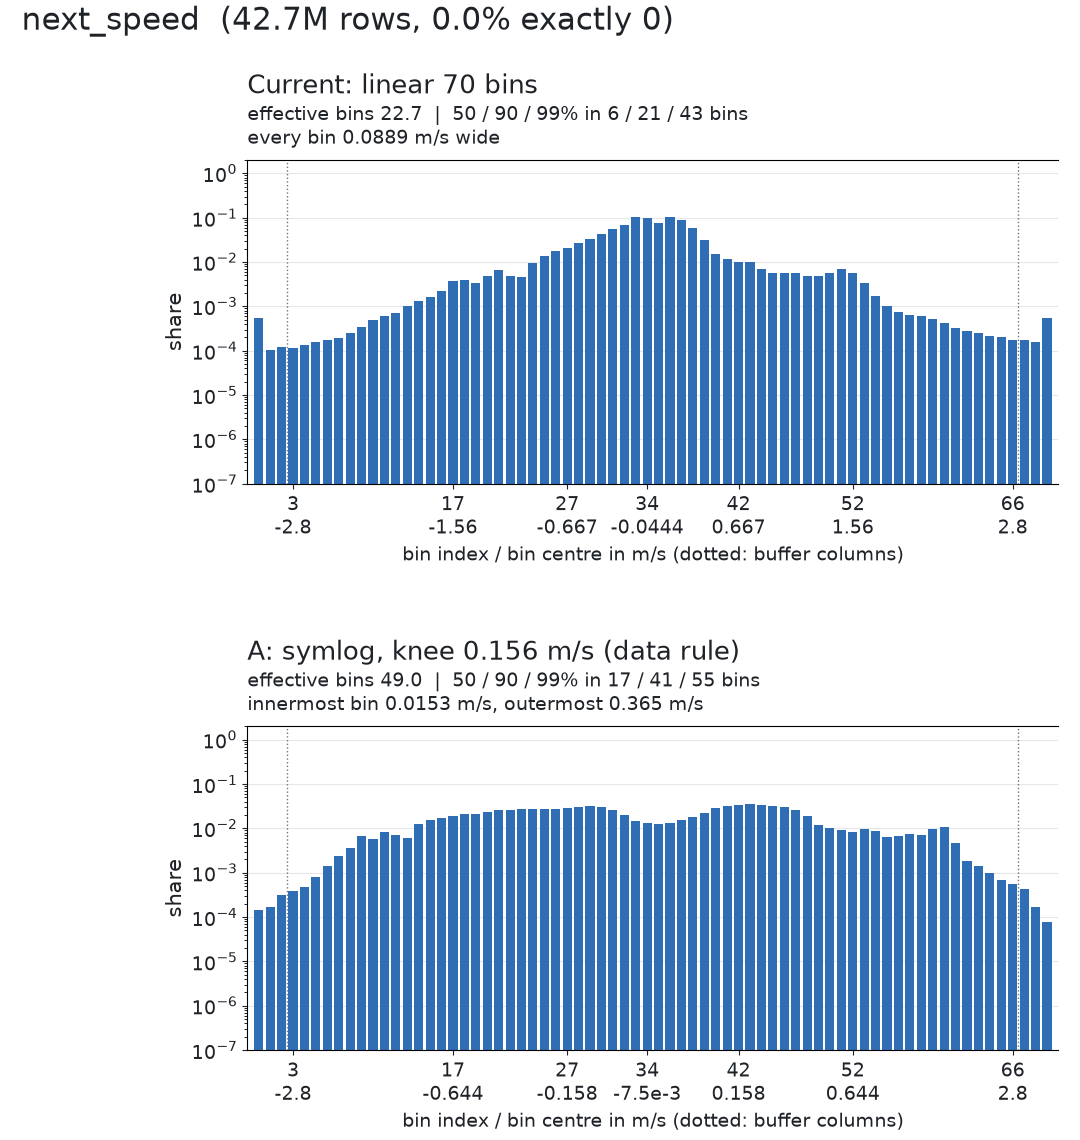 next_speed  (42.7M rows, 0.0% exactly 0)
Current: linear 70 bins
effective bins 22.7  |  50 / 90 / 99% in 6 / 21 / 43 bins
every bin 0.0889 m/s wide
10⁰
10⁻¹
10⁻²
10⁻³
10⁻⁴
10⁻⁵
10⁻⁶
10⁻⁷
share
3 17 27 34 42 52 66
-2.8 -1.56 -0.667 -0.0444 0.667 1.56 2.8
bin index / bin centre in m/s (dotted: buffer columns)
A: symlog, knee 0.156 m/s (data rule)
effective bins 49.0  |  50 / 90 / 99% in 17 / 41 / 55 bins
innermost bin 0.0153 m/s, outermost 0.365 m/s
10⁰
10⁻¹
10⁻²
10⁻³
10⁻⁴
10⁻⁵
10⁻⁶
10⁻⁷
share
3 17 27 34 42 52 66
-2.8 -0.644 -0.158 -7.5e-3 0.158 0.644 2.8
bin index / bin centre in m/s (dotted: buffer columns)